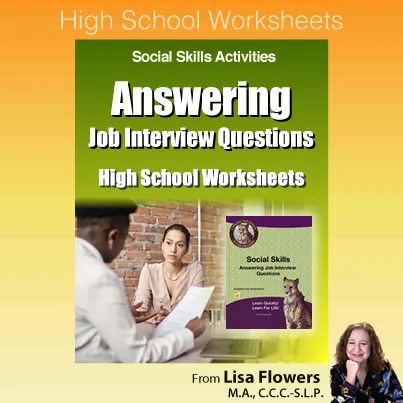 High School Worksheets
Social Skills Activities
Answering
Job Interview Questions
High School Worksheets
Social Skills
Answering Job Interview
Questions
Learn Quickly!
Learn For Life!
From Lisa Flowers
M.A., C.C.C.-S.L.P.